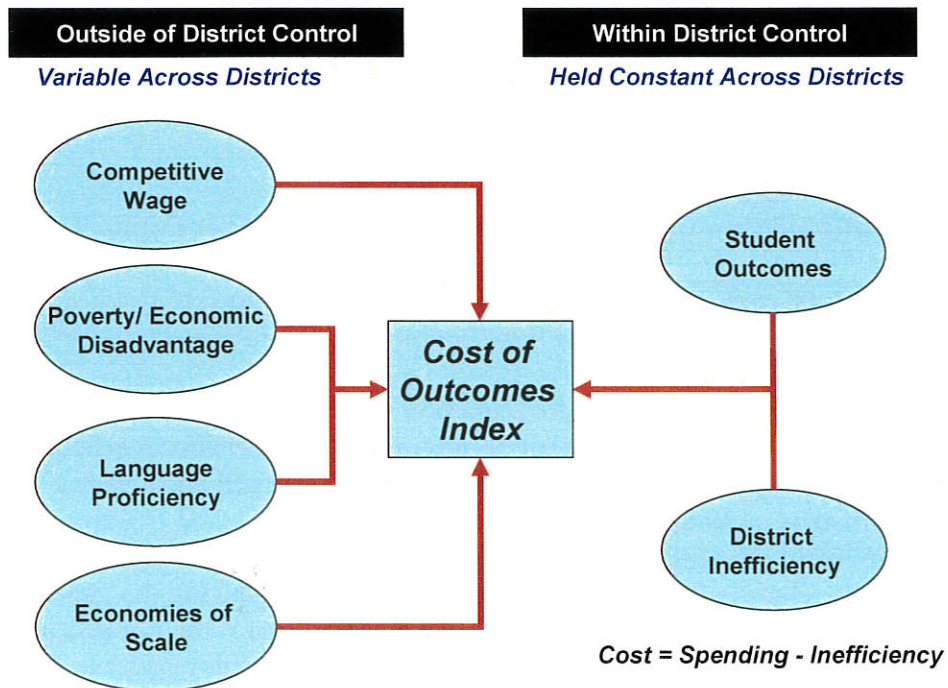 Outside of District Control
Variable Across Districts
Within District Control
Held Constant Across Districts
Competitive
Wage
Poverty/ Economic
Disadvantage
Language
Proficiency
Economies of
Scale
Cost of
Outcomes
Index
Student
Outcomes
District
Inefficiency
Cost = Spending - Inefficiency